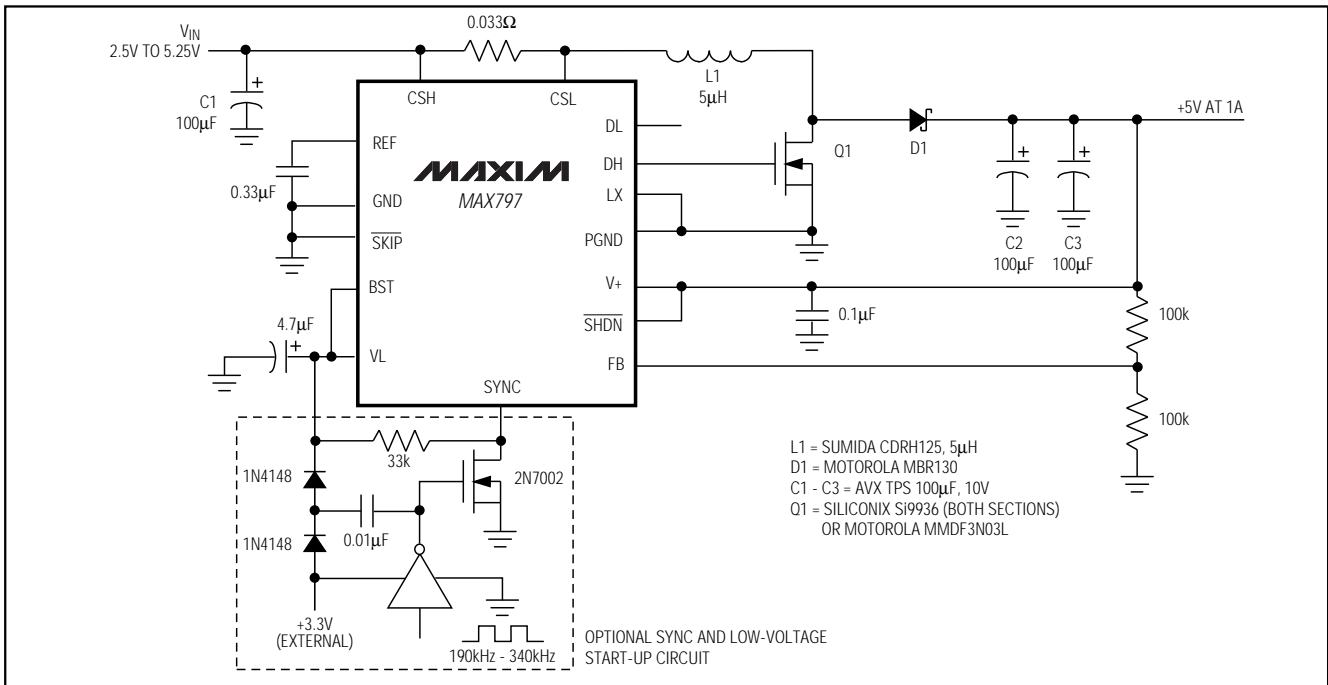 V_IN
2.5V TO 5.25V
0.033Ω
C1
100μF
+
CSH
CSL
L1
5μH
+5V AT 1A
REF
0.33μF
GND
SKIP
MAXIM
MAX797
DL
DH
LX
PGND
Q1
D1
+
+
C2
100μF
C3
100μF
BST
4.7μF
+
VL
V+
SHDN
FB
0.1μF
100k
100k
SYNC
33k
2N7002
1N4148
1N4148
0.01μF
+3.3V
(EXTERNAL)
190kHz - 340kHz
OPTIONAL SYNC AND LOW-VOLTAGE
START-UP CIRCUIT
L1 = SUMIDA CDRH125, 5μH
D1 = MOTOROLA MBR130
C1 - C3 = AVX TPS 100μF, 10V
Q1 = SILICONIX Si9936 (BOTH SECTIONS)
OR MOTOROLA MMDF3N03L